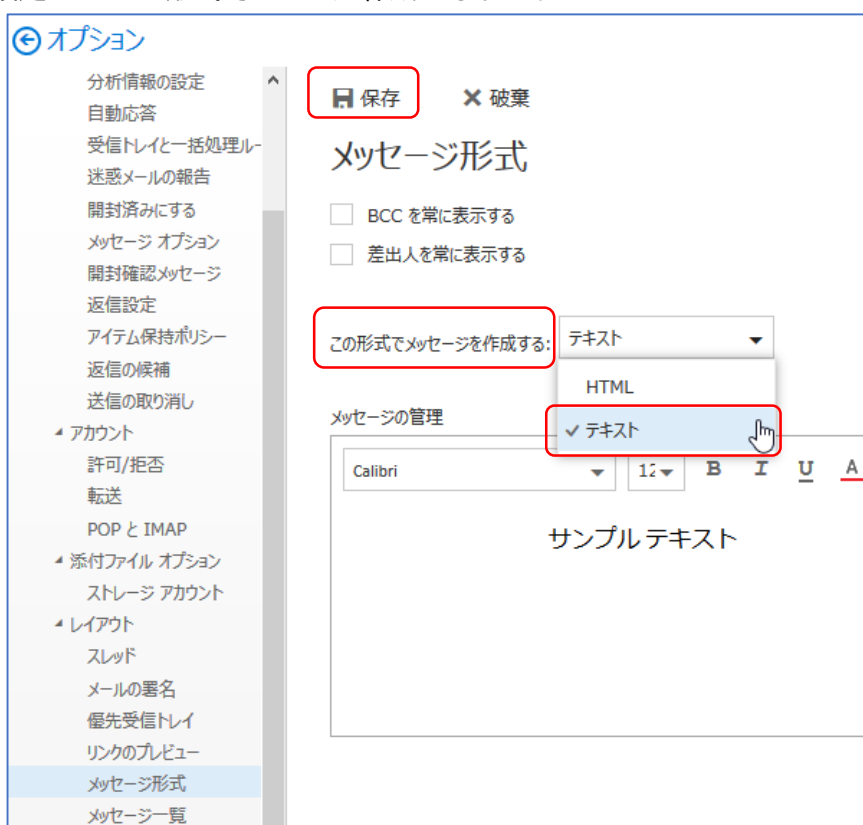 オプション
分析情報の設定
自動応答
受信トレイと一括処理ルー
迷惑メールの報告
開封済みにする
メッセージ オプション
開封確認メッセージ
返信設定
アイテム保持ポリシー
返信の候補
送信の取り消し
アカウント
許可/拒否
転送
POP と IMAP
添付ファイル オプション
ストレージ アカウント
レイアウト
スレッド
メールの署名
優先受信トレイ
リンクのプレビュー
メッセージ形式
メッセージ一覧
保存 破棄
メッセージ形式
BCC を常に表示する
差出人を常に表示する
この形式でメッセージを作成する: テキスト
HTML
テキスト
メッセージの管理
Calibri 12 B I U A
サンプル テキスト